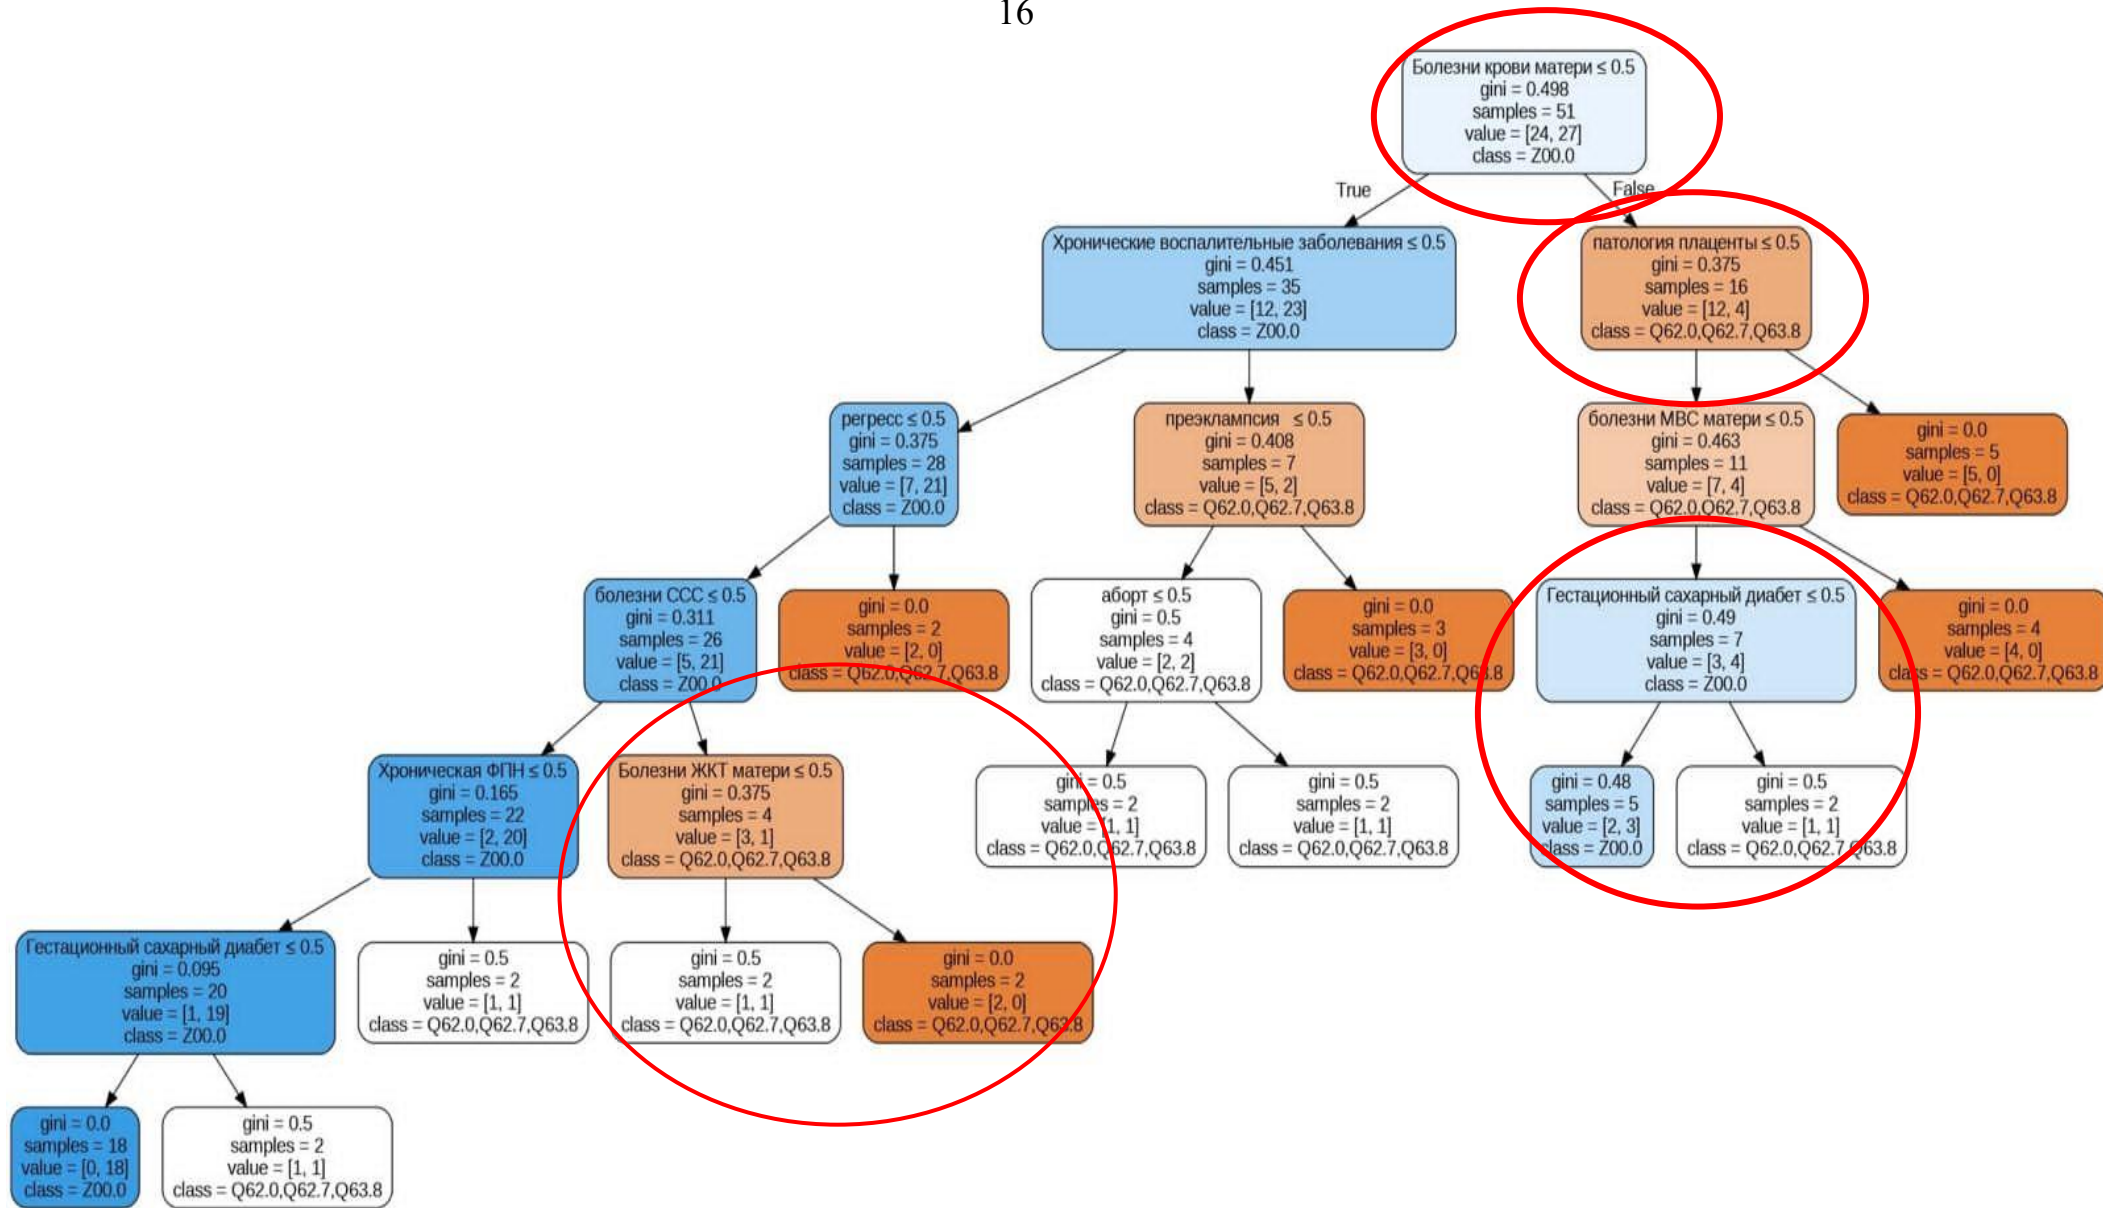 16
Болезни крови матери ≤ 0.5
gini = 0.498
samples = 51
value = [24, 27]
class = Z00.0
True
False
Хронические воспалительные заболевания ≤ 0.5
gini = 0.451
samples = 35
value = [12, 23]
class = Z00.0
патология плаценты ≤ 0.5
gini = 0.375
samples = 16
value = [12, 4]
class = Q62.0,Q62.7,Q63.8
регресс ≤ 0.5
gini = 0.375
samples = 28
value = [7, 21]
class = Z00.0
преэклампсия ≤ 0.5
gini = 0.408
samples = 7
value = [5, 2]
class = Q62.0,Q62.7,Q63.8
болезни МВС матери ≤ 0.5
gini = 0.463
samples = 11
value = [7, 4]
class = Q62.0,Q62.7,Q63.8
gini = 0.0
samples = 5
value = [5, 0]
class = Q62.0,Q62.7,Q63.8
болезни ССС ≤ 0.5
gini = 0.311
samples = 26
value = [5, 21]
class = Z00.0
gini = 0.0
samples = 2
value = [2, 0]
class = Q62.0,Q62.7,Q63.8
аборт ≤ 0.5
gini = 0.5
samples = 4
value = [2, 2]
class = Q62.0,Q62.7,Q63.8
gini = 0.0
samples = 3
value = [3, 0]
class = Q62.0,Q62.7,Q63.8
Гестационный сахарный диабет ≤ 0.5
gini = 0.49
samples = 7
value = [3, 4]
class = Z00.0
gini = 0.0
samples = 4
value = [4, 0]
class = Q62.0,Q62.7,Q63.8
Хроническая ФПН ≤ 0.5
gini = 0.165
samples = 22
value = [2, 20]
class = Z00.0
Болезни ЖКТ матери ≤ 0.5
gini = 0.375
samples = 4
value = [3, 1]
class = Q62.0,Q62.7,Q63.8
gini = 0.5
samples = 2
value = [1, 1]
class = Q62.0,Q62.7,Q63.8
gini = 0.5
samples = 2
value = [1, 1]
class = Q62.0,Q62.7,Q63.8
gini = 0.48
samples = 5
value = [2, 3]
class = Z00.0
gini = 0.5
samples = 2
value = [1, 1]
class = Q62.0,Q62.7,Q63.8
Гестационный сахарный диабет ≤ 0.5
gini = 0.095
samples = 20
value = [1, 19]
class = Z00.0
gini = 0.5
samples = 2
value = [1, 1]
class = Q62.0,Q62.7,Q63.8
gini = 0.5
samples = 2
value = [1, 1]
class = Q62.0,Q62.7,Q63.8
gini = 0.0
samples = 2
value = [2, 0]
class = Q62.0,Q62.7,Q63.8
gini = 0.0
samples = 18
value = [0, 18]
class = Z00.0
gini = 0.5
samples = 2
value = [1, 1]
class = Q62.0,Q62.7,Q63.8